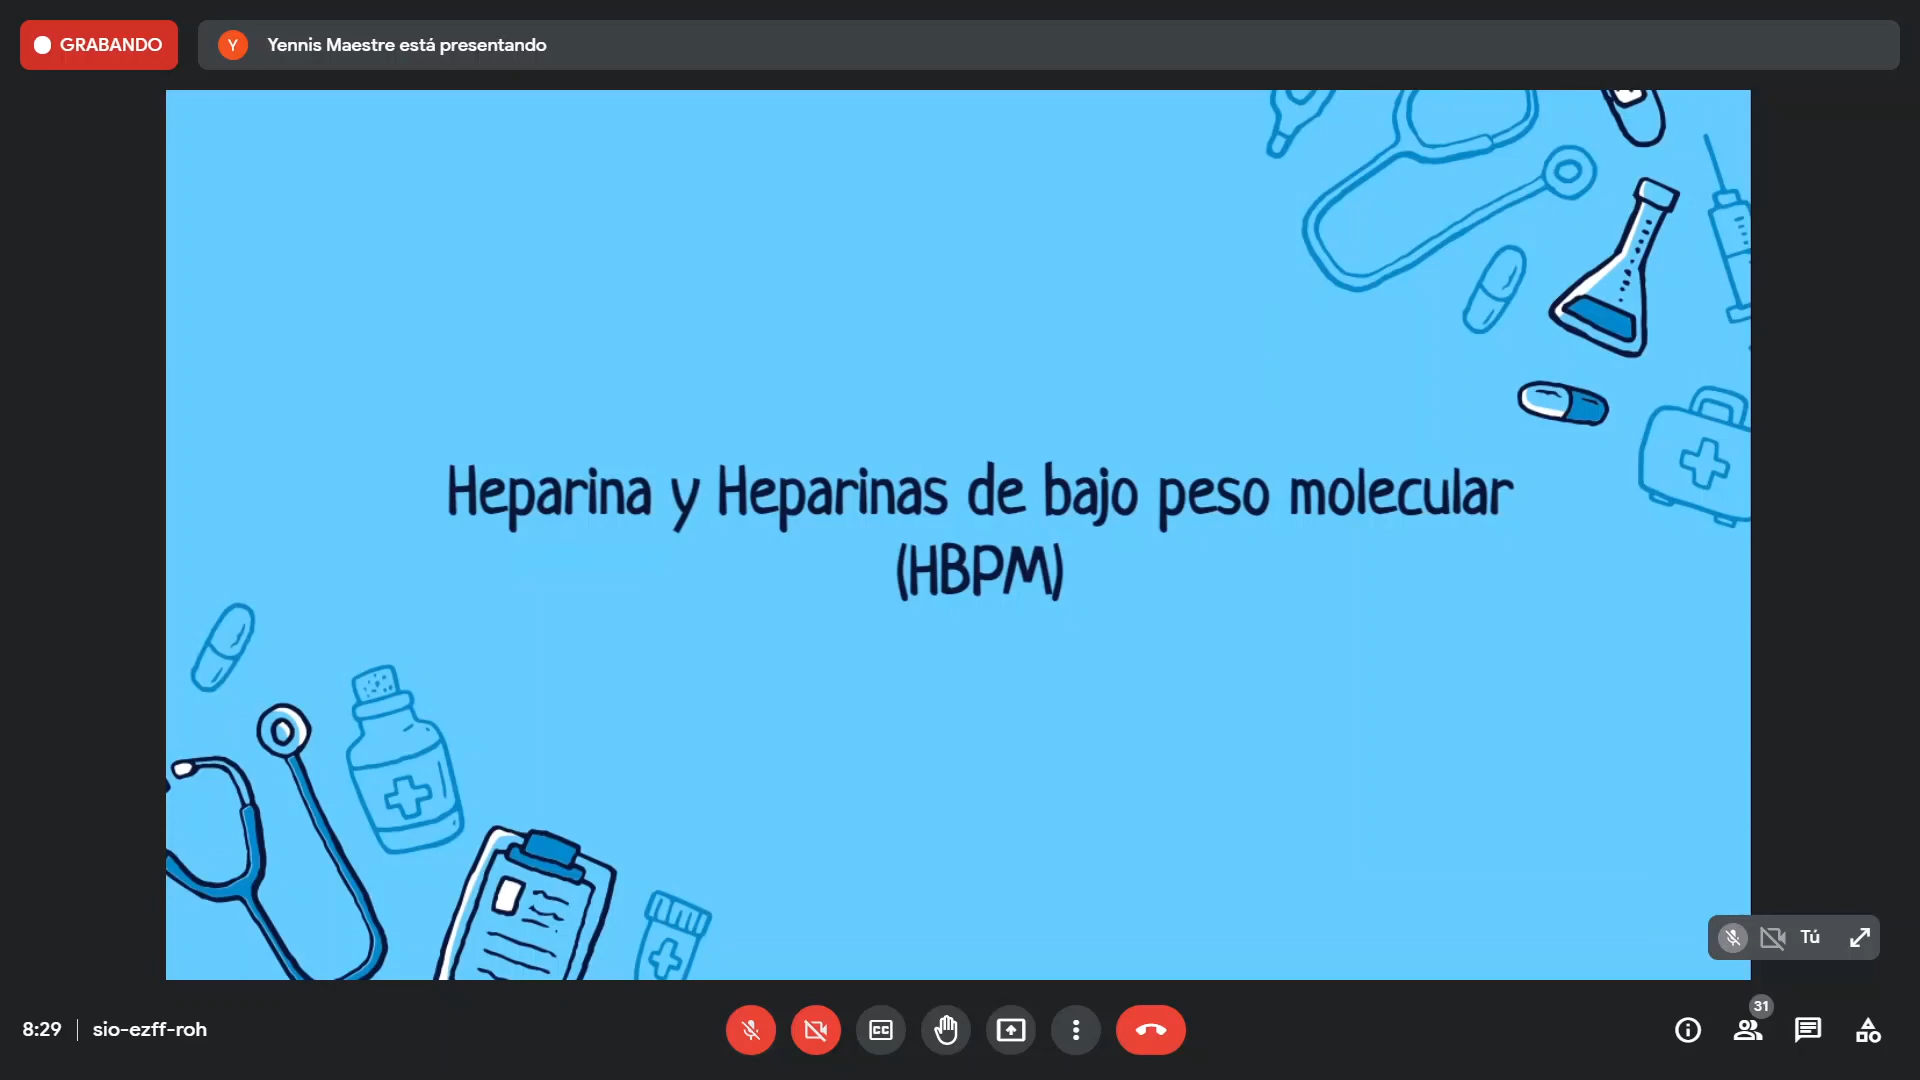 GRABANDO
Y Yennis Maestre está presentando
Heparina y Heparinas de bajo peso molecular
(HBPM)
Tú
8:29 | sio-ezff-roh
CC
31